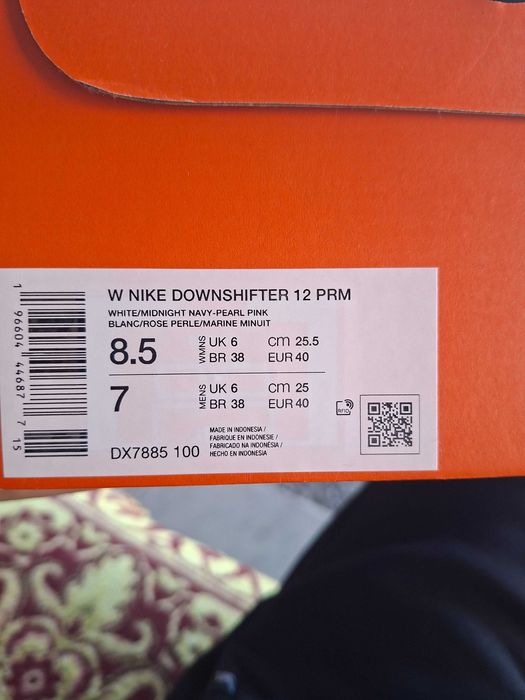 W NIKE DOWNSHIFTER 12 PRM
WHITE/MIDNIGHT NAVY-PEARL PINK
BLANC/ROSE PERLE/MARINE MINUIT
8.5 WMNS UK 6 cm 25.5
BR 38 EUR 40
7 MENS UK 6 cm 25
BR 38 EUR 40
RFID
DX7885 100
MADE IN INDONESIA /
FABRIQUE EN INDONESIE /
FABRICADO NA INDONÉSIA /
HECHO EN INDONESIA
1 96604 44687 7 15